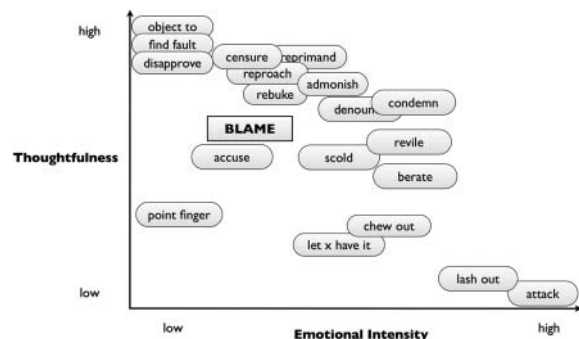 high
object to
find fault
disapprove
censure
reprimand
reproach
admonish
rebuke
denoun
condemn
BLAME
Thoughtfulness
accuse
scold
revile
berate
point finger
chew out
let x have it
lash out
attack
low
low
Emotional Intensity
high